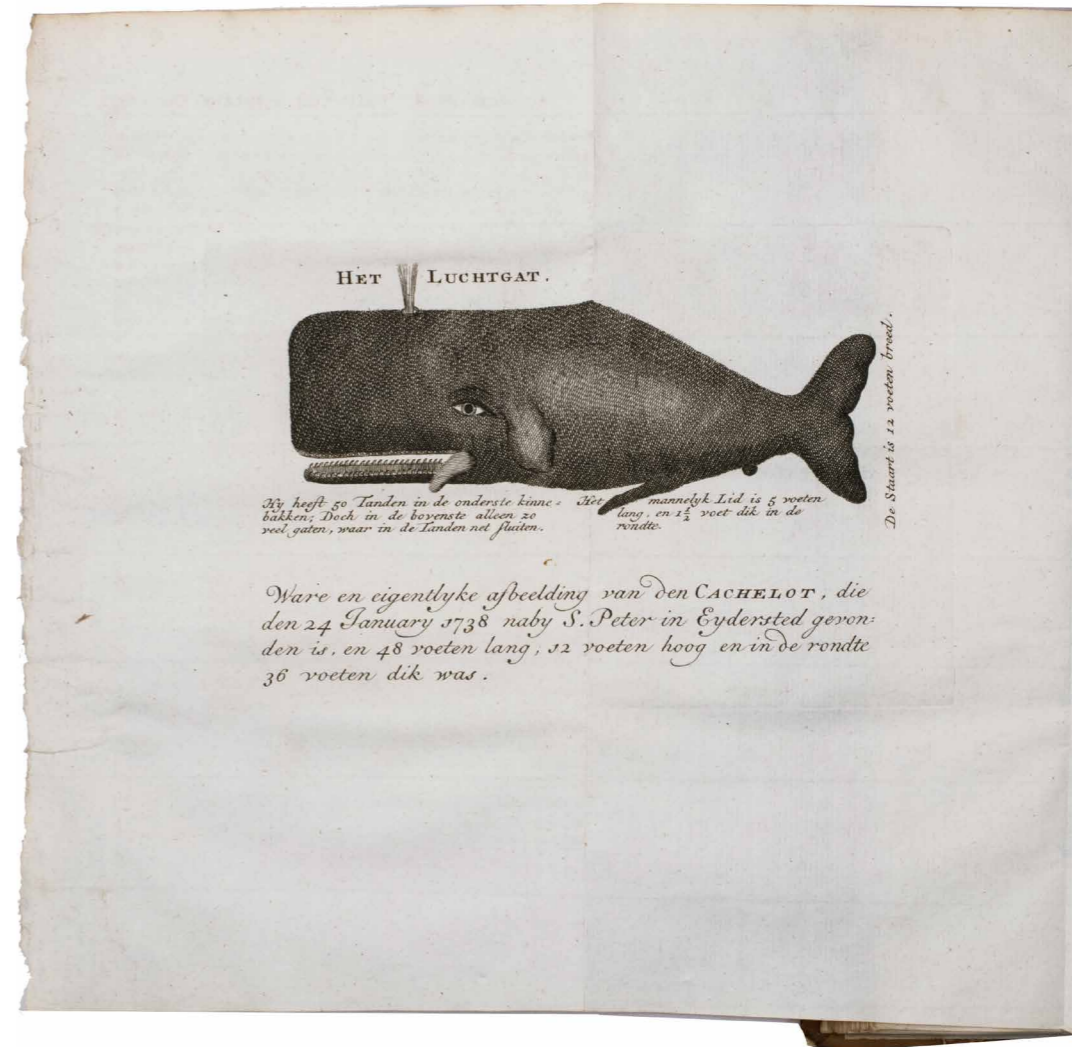 HET LUCHTGAT.
De Staart is 12 voeten breed.
Hy heeft 50 Tanden in de onderste kinne=
bakken; Doch in de bovenste alleen zo
veel gaten, waar in de Tanden net sluiten.
Het mannelyk Lid is 5 voeten
lang, en 1½ voet dik in de
rondte.
Ware en eigentlyke afbeelding van den CACHELOT, die
den 24 January 1738 naby S. Peter in Eydersted gevon=
den is, en 48 voeten lang, 12 voeten hoog en in de rondte
36 voeten dik was.